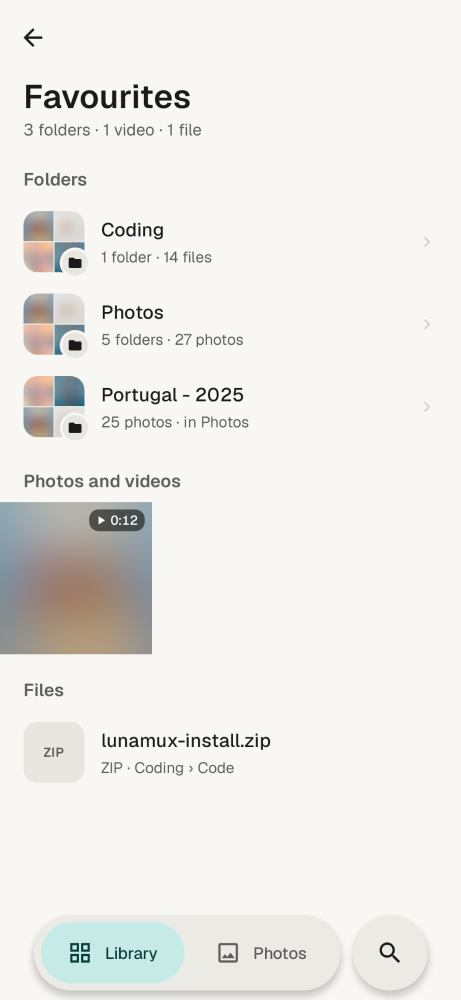 Favourites
3 folders · 1 video · 1 file
Folders
Coding
1 folder · 14 files
Photos
5 folders · 27 photos
Portugal - 2025
25 photos · in Photos
Photos and videos
0:12
Files
ZIP
lunamux-install.zip
ZIP · Coding › Code
Library
Photos